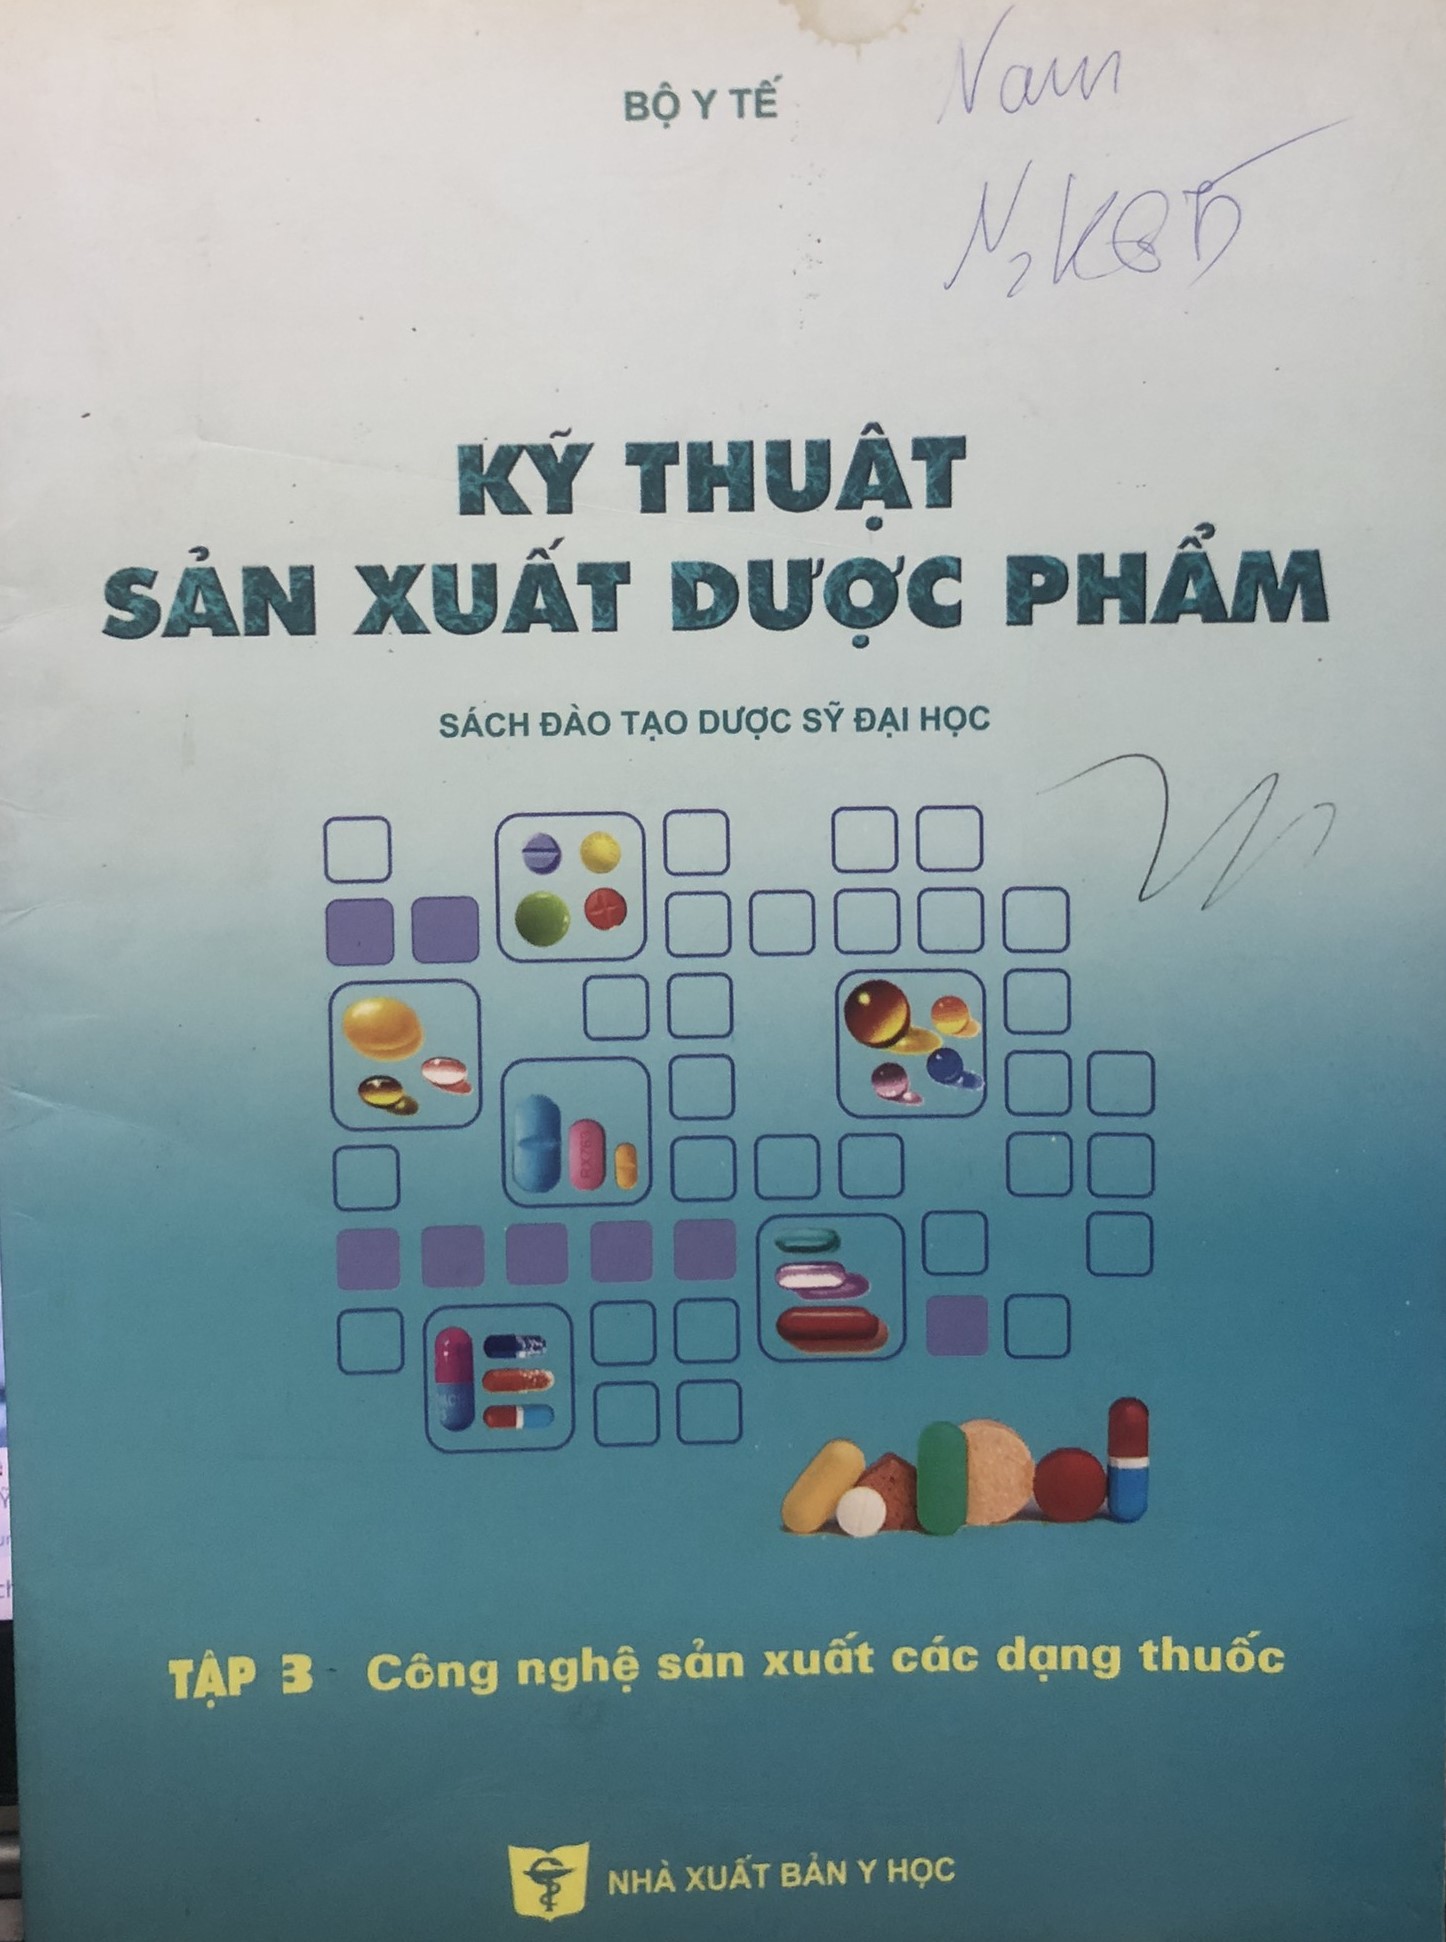 BỘ Y TẾ
Nam
N2K65
KỸ THUẬT
SẢN XUẤT DƯỢC PHẨM
SÁCH ĐÀO TẠO DƯỢC SỸ ĐẠI HỌC
TẬP 3 Công nghệ sản xuất các dạng thuốc
NHÀ XUẤT BẢN Y HỌC